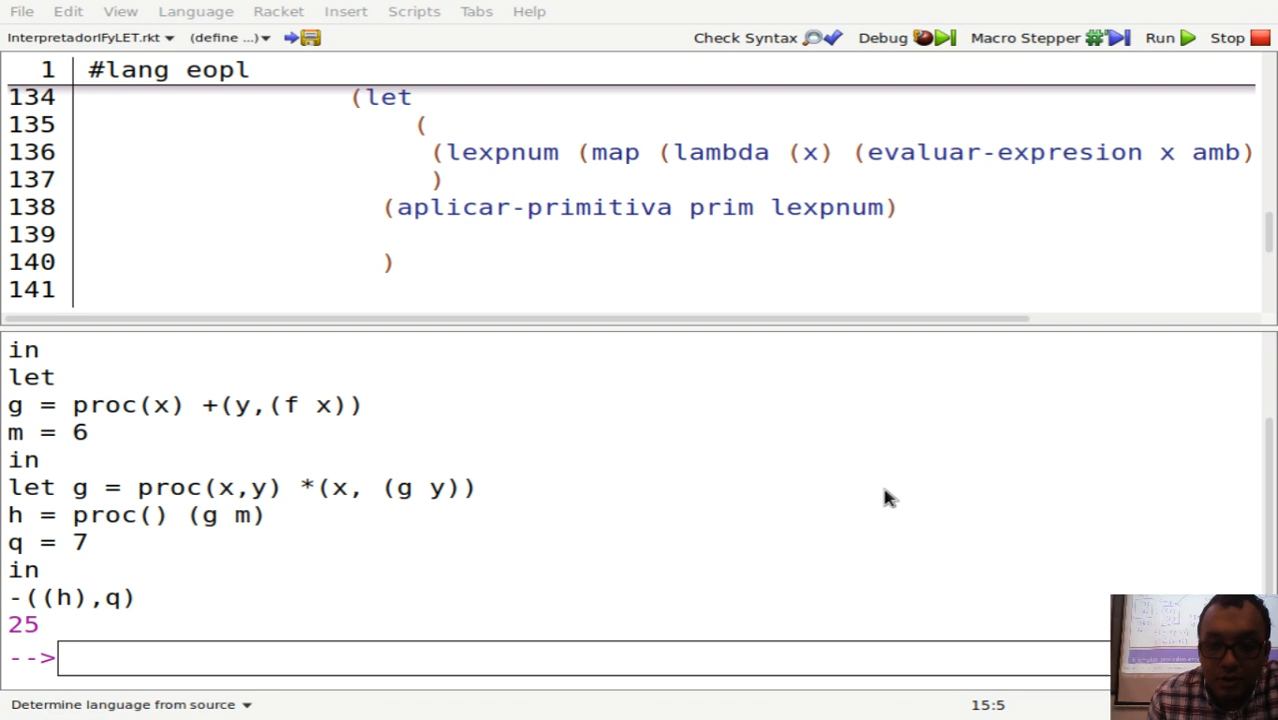 File Edit View Language Racket Insert Scripts Tabs Help
InterpretadorIFyLET.rkt (define ...) Check Syntax Debug Macro Stepper Run Stop
1 #lang eopl
134 (let
135 (
136 (lexpnum (map (lambda (x) (evaluar-expresion x amb)
137 )
138 (aplicar-primitiva prim lexpnum)
139
140 )
141
in
let
g = proc(x) +(y,(f x))
m = 6
in
let g = proc(x,y) *(x, (g y))
h = proc() (g m)
q = 7
in
-((h),q)
25
-->
Determine language from source 15:5